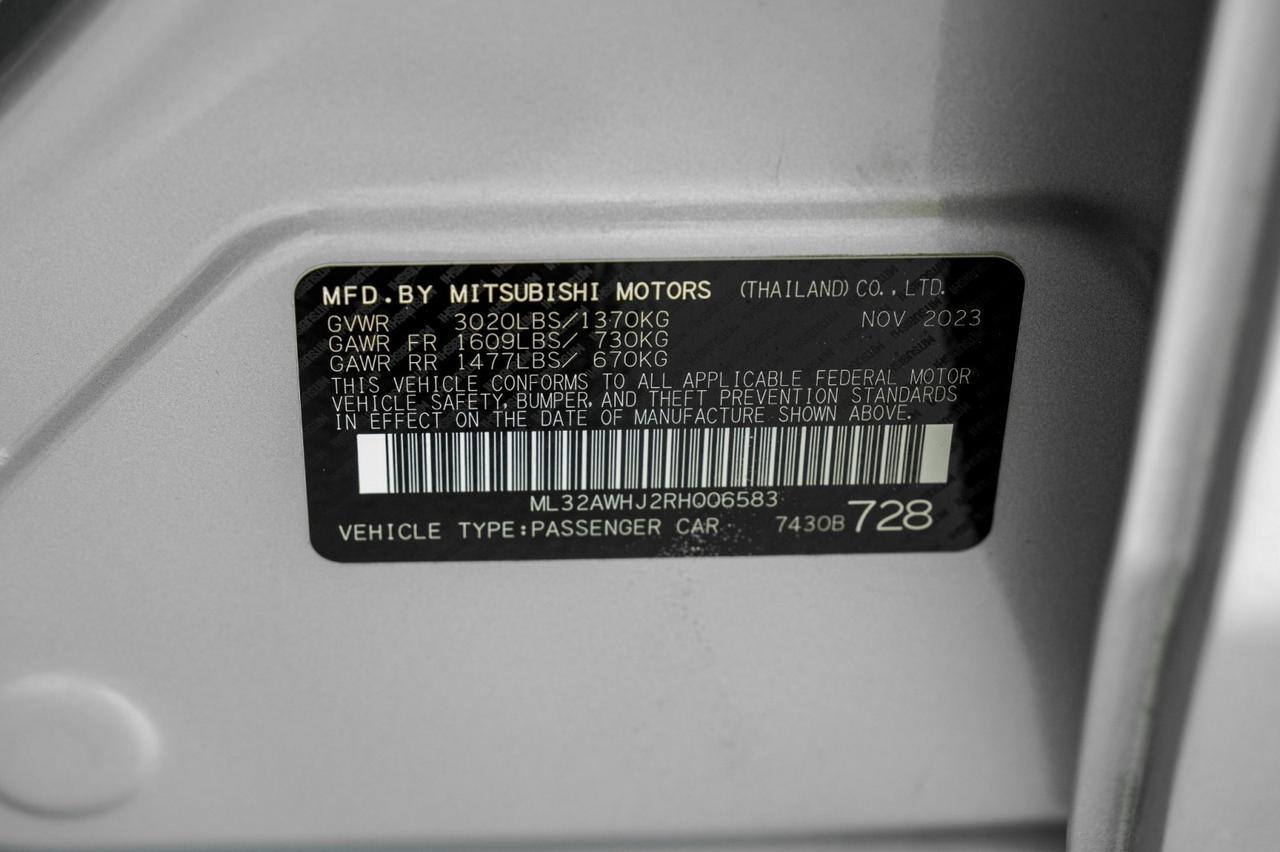 MFD.BY MITSUBISHI MOTORS (THAILAND) CO.,LTD.
GVWR 3020LBS/1370KG NOV 2023
GAWR FR 1609LBS/ 730KG
GAWR RR 1477LBS/ 670KG
THIS VEHICLE CONFORMS TO ALL APPLICABLE FEDERAL MOTOR
VEHICLE SAFETY, BUMPER, AND THEFT PREVENTION STANDARDS
IN EFFECT ON THE DATE OF MANUFACTURE SHOWN ABOVE.
ML32AWHJ2RH006583
VEHICLE TYPE:PASSENGER CAR 7430B 728